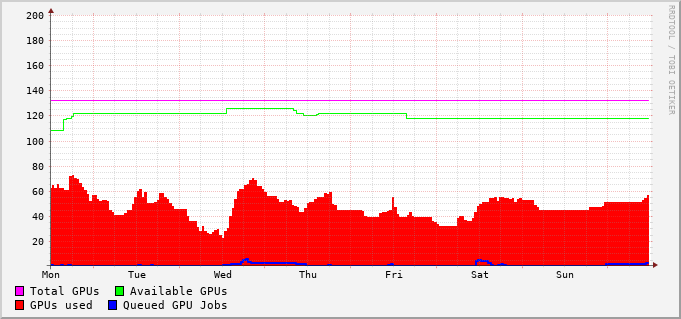 200
180
160
140
120
100
80
60
40
20
Mon Tue Wed Thu Fri Sat Sun
Total GPUs Available GPUs
GPUs used Queued GPU Jobs
RRDTOOL / TOBI OETIKER